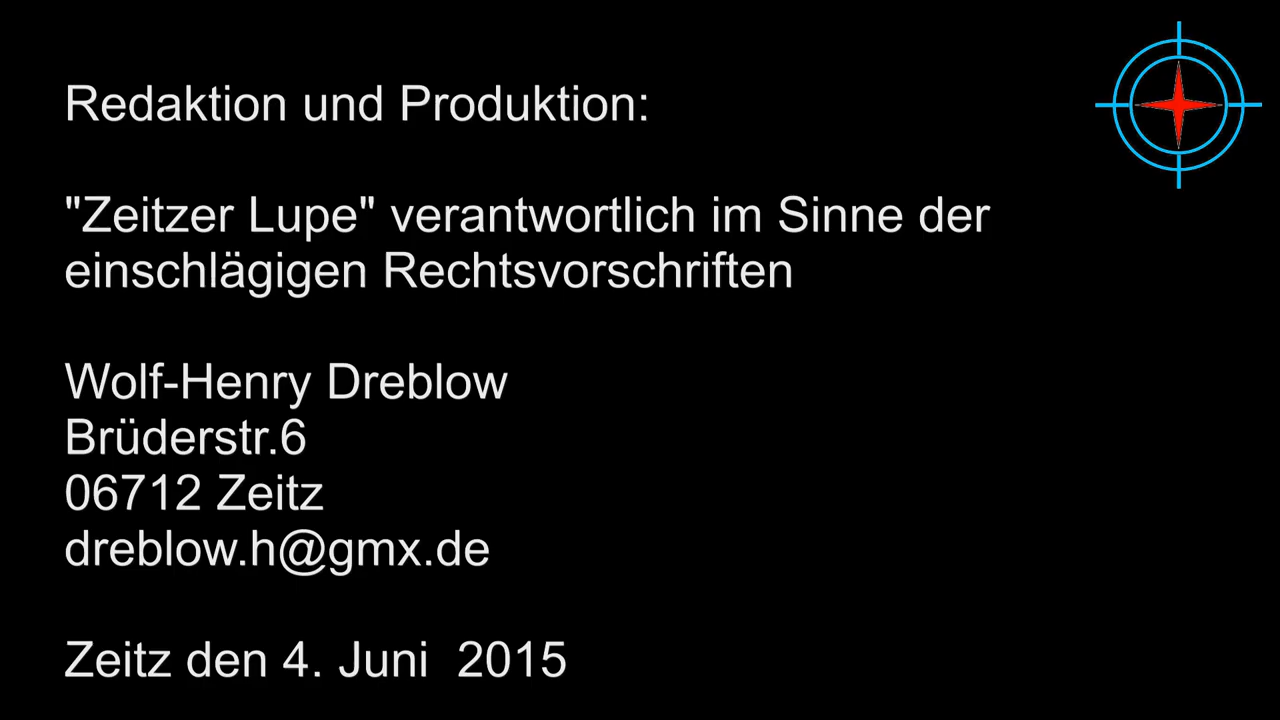 Redaktion und Produktion:
"Zeitzer Lupe" verantwortlich im Sinne der
einschlägigen Rechtsvorschriften
Wolf-Henry Dreblow
Brüderstr.6
06712 Zeitz
dreblow.h@gmx.de
Zeitz den 4. Juni  2015